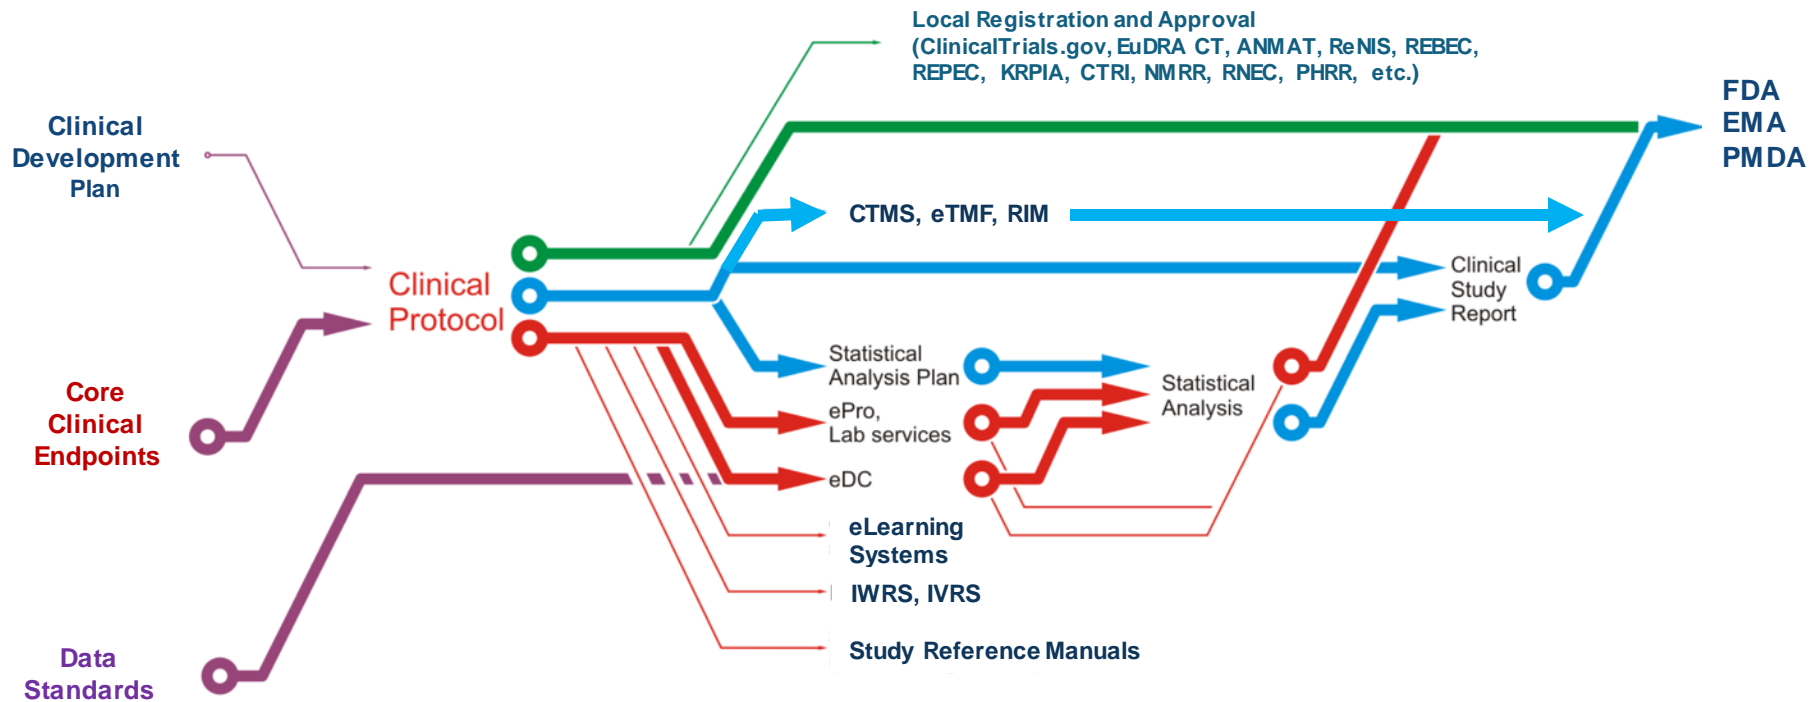 Local Registration and Approval
(ClinicalTrials.gov, EuDRA CT, ANMAT, ReNIS, REBEC,
REPEC, KRPIA, CTRI, NMRR, RNEC, PHRR, etc.)
FDA
EMA
PMDA
Clinical
Development
Plan
CTMS, eTMF, RIM
Clinical
Protocol
Clinical
Study
Report
Statistical
Analysis Plan
Statistical
Analysis
Core
Clinical
Endpoints
ePro,
Lab services
eDC
eLearning
Systems
IWRS, IVRS
Study Reference Manuals
Data
Standards